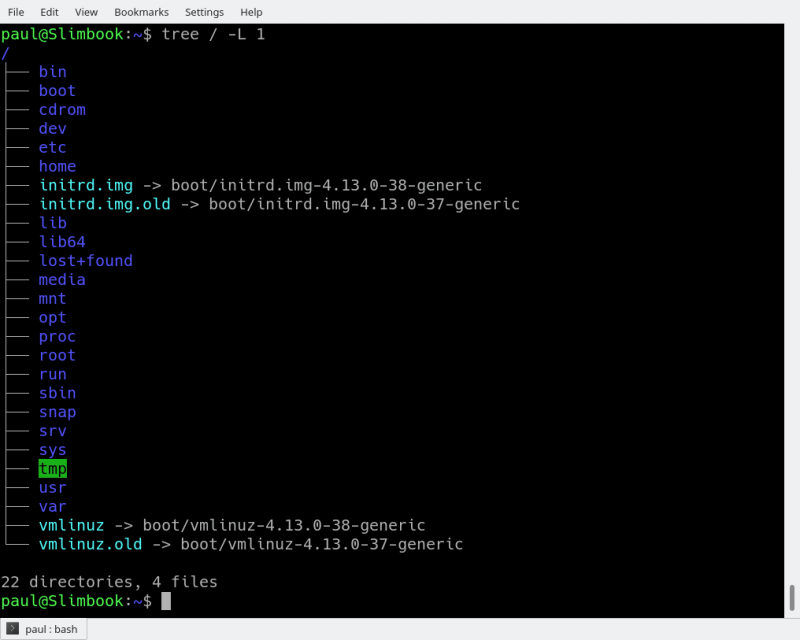 File Edit View Bookmarks Settings Help
paul@Slimbook:~$ tree / -L 1
/
├── bin
├── boot
├── cdrom
├── dev
├── etc
├── home
├── initrd.img -> boot/initrd.img-4.13.0-38-generic
├── initrd.img.old -> boot/initrd.img-4.13.0-37-generic
├── lib
├── lib64
├── lost+found
├── media
├── mnt
├── opt
├── proc
├── root
├── run
├── sbin
├── snap
├── srv
├── sys
├── tmp
├── usr
├── var
├── vmlinuz -> boot/vmlinuz-4.13.0-38-generic
└── vmlinuz.old -> boot/vmlinuz-4.13.0-37-generic
22 directories, 4 files
paul@Slimbook:~$
paul : bash